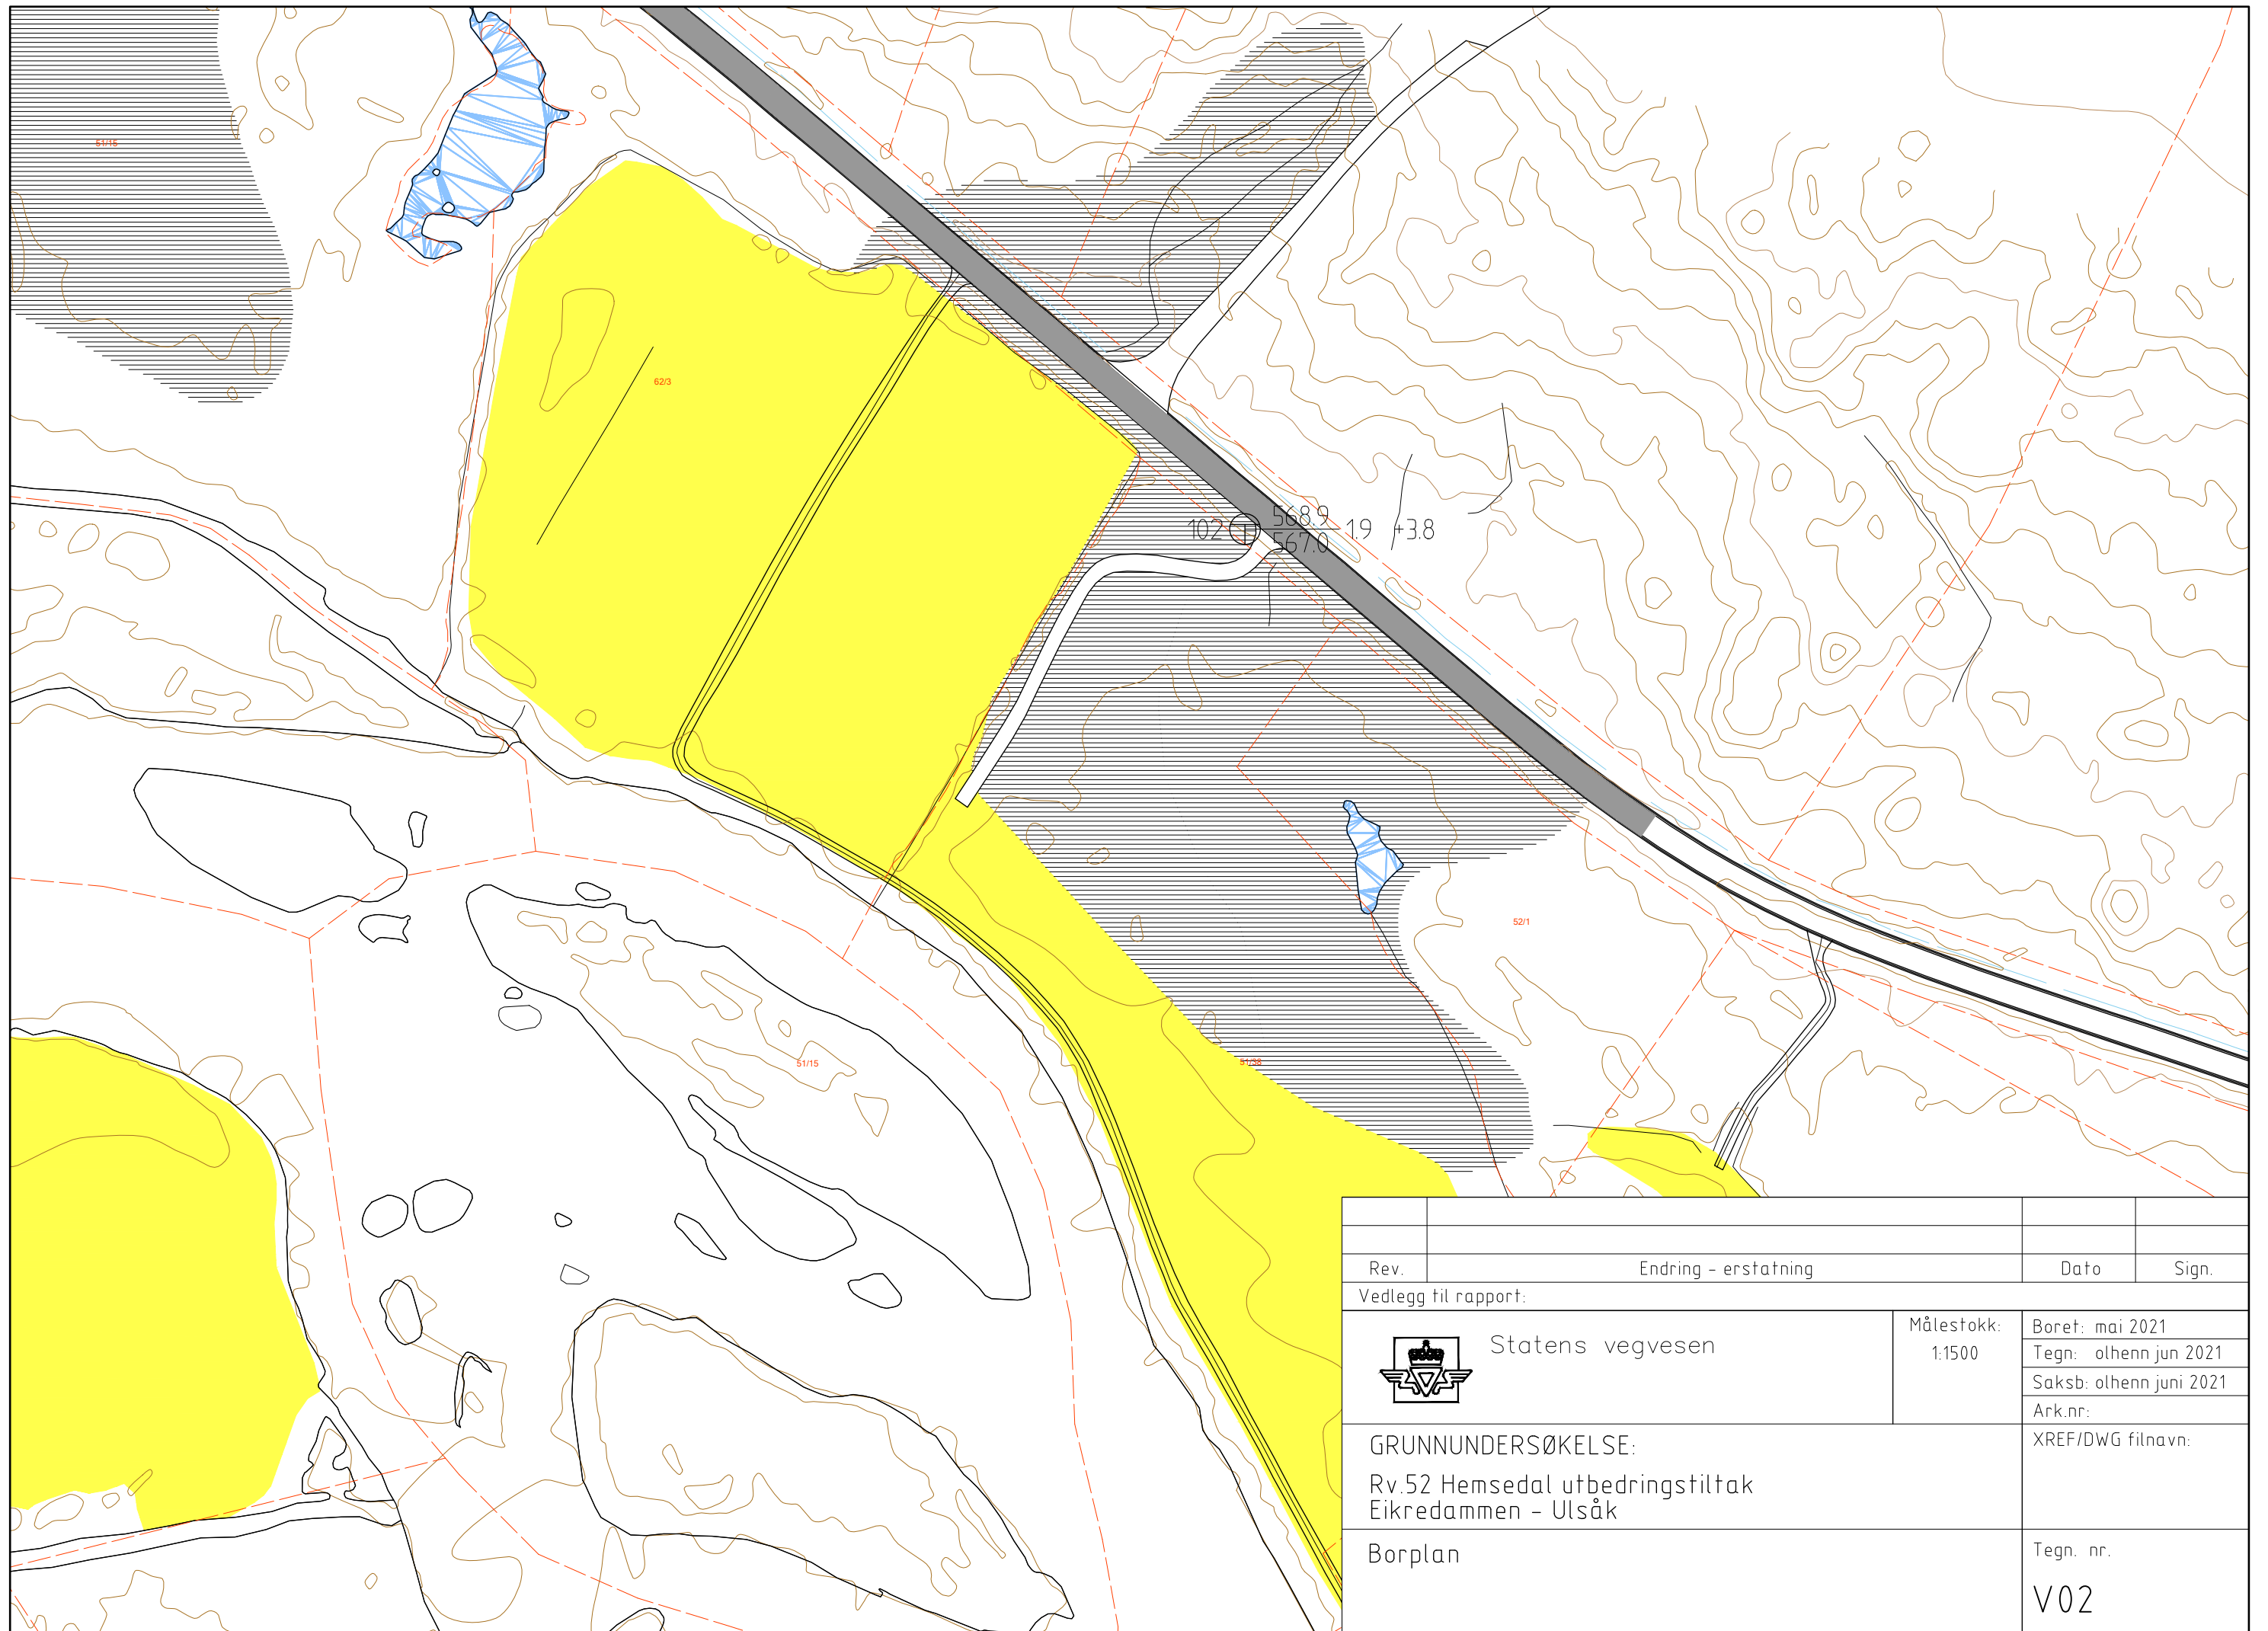 51/15
62/3
568.9
102 1.9 +3.8
567.0
52/1
51/15
51/38
Rev. Endring - erstatning Dato Sign.
Vedlegg til rapport:
Statens vegvesen
Målestokk:
1:1500
Boret: mai 2021
Tegn: olhenn jun 2021
Saksb: olhenn juni 2021
Ark.nr:
GRUNNUNDERSØKELSE:
Rv.52 Hemsedal utbedringstiltak
Eikredammen - Ulsåk
XREF/DWG filnavn:
Borplan
Tegn. nr.
V02